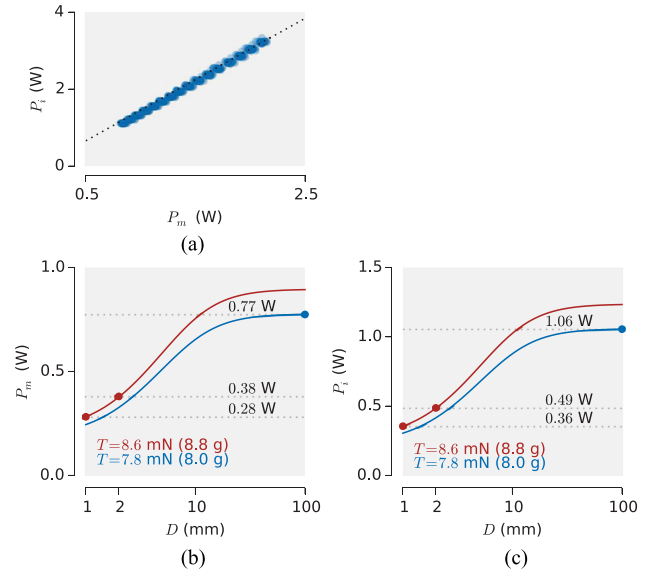 4
2
0
P_i (W)
0.5
2.5
P_m (W)
(a)
1.0
0.5
0.0
P_m (W)
0.77 W
0.38 W
0.28 W
T=8.6 mN (8.8 g)
T=7.8 mN (8.0 g)
1
2
10
100
D (mm)
(b)
1.5
1.0
0.5
0.0
P_i (W)
1.06 W
0.49 W
0.36 W
T=8.6 mN (8.8 g)
T=7.8 mN (8.0 g)
1
2
10
100
D (mm)
(c)